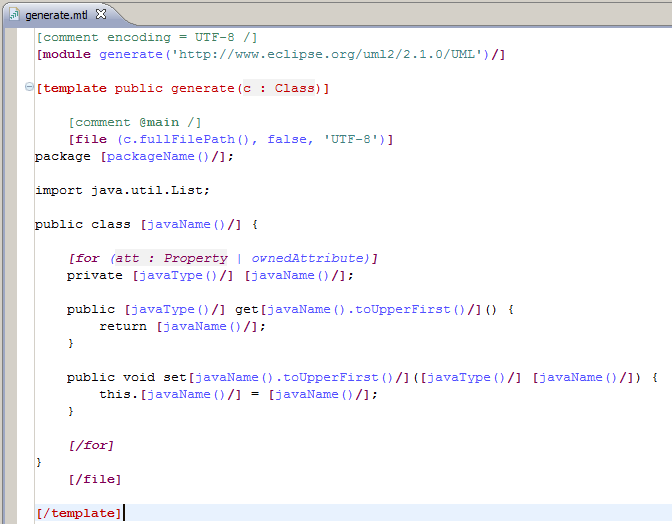 generate.mtl
[comment encoding = UTF-8 /]
[module generate('http://www.eclipse.org/uml2/2.1.0/UML')/]
[template public generate(c : Class)]
[comment @main /]
[file (c.fullFilePath(), false, 'UTF-8')]
package [packageName()/];
import java.util.List;
public class [javaName()/] {
[for (att : Property | ownedAttribute)]
private [javaType()/] [javaName()/];
public [javaType()/] get[javaName().toUpperFirst()/]() {
return [javaName()/];
}
public void set[javaName().toUpperFirst()/]([javaType()/] [javaName()/]) {
this.[javaName()/] = [javaName()/];
}
[/for]
}
[/file]
[/template]